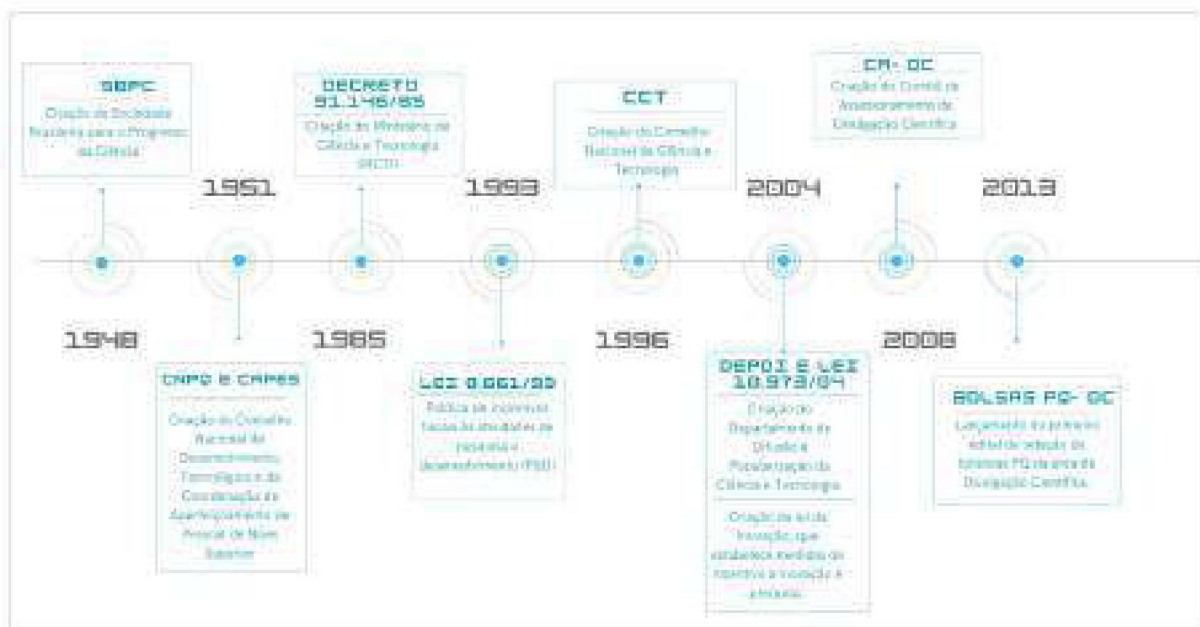 SBPC
Criação da Sociedade
Brasileira para o Progresso
da Ciência
1948
1951
CNPQ E CAPES
Criação do Conselho
Nacional de
Desenvolvimento
Tecnológico e da
Coordenação de
Aperfeiçoamento de
Pessoal de Nível
Superior
DECRETO
91.146/85
Criação do Ministério da
Ciência e Tecnologia
(MCT)
1985
1993
LEI 8.661/93
Política de incentivos
fiscais às atividades de
pesquisa e
desenvolvimento (P&D)
CCT
Criação do Conselho
Nacional de Ciência e
Tecnologia
1996
2004
DEPDI E LEI
10.973/04
Criação do
Departamento de
Difusão e
Popularização da
Ciência e Tecnologia
Criação da lei da
Inovação, que
estabelece medidas de
incentivo à inovação e
pesquisa
CA- DC
Criação do Comitê de
Assessoramento de
Divulgação Científica
2008
2013
BOLSAS PQ- DC
Lançamento do primeiro
edital de seleção de
bolsistas PQ da área de
Divulgação Científica